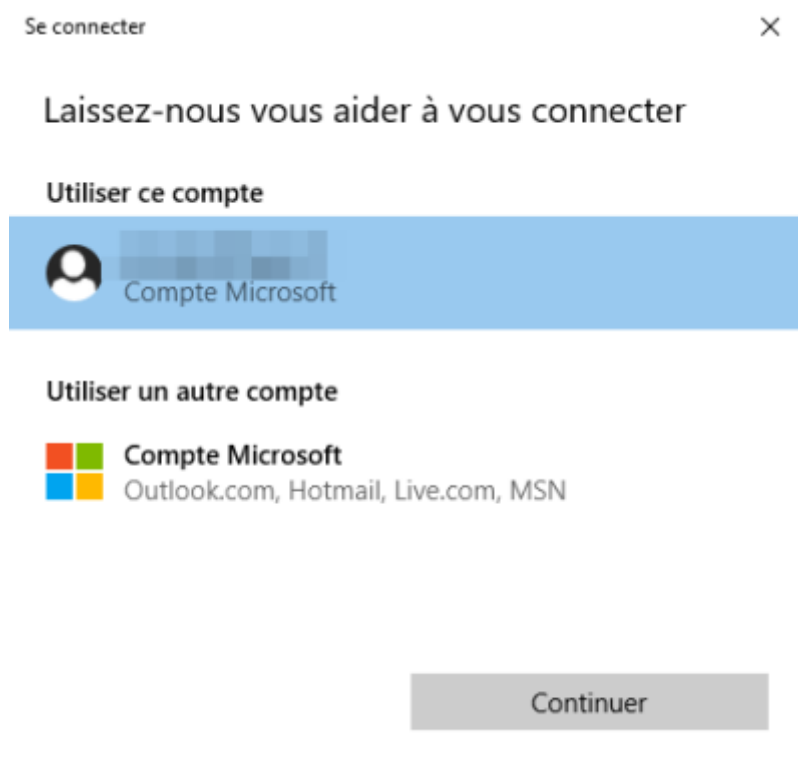 Se connecter
Laissez-nous vous aider à vous connecter
Utiliser ce compte
Compte Microsoft
Utiliser un autre compte
Compte Microsoft
Outlook.com, Hotmail, Live.com, MSN
Continuer